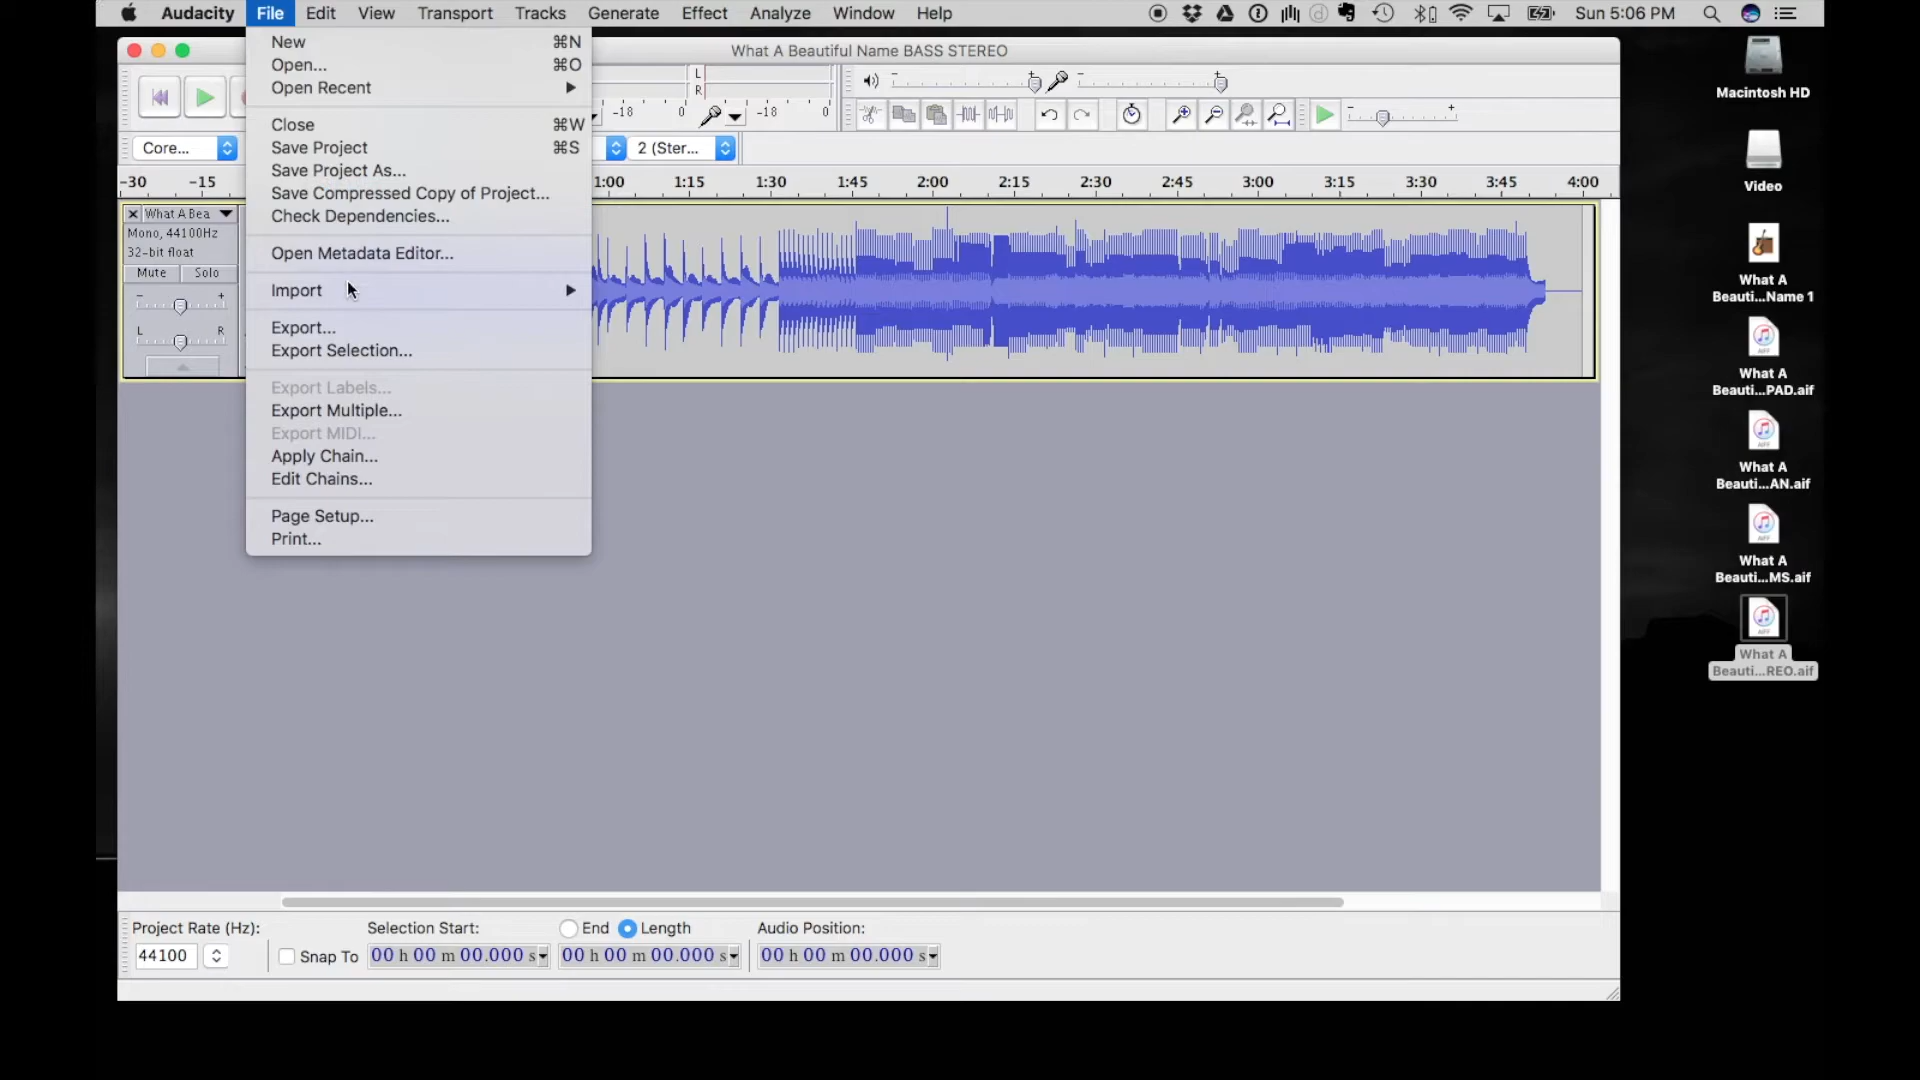 Audacity File Edit View Transport Tracks Generate Effect Analyze Window Help Sun 5:06 PM
What A Beautiful Name BASS STEREO
New ⌘N
Open... ⌘O
Open Recent
Close ⌘W
Save Project ⌘S
Save Project As...
Save Compressed Copy of Project...
Check Dependencies...
Open Metadata Editor...
Import
Export...
Export Selection...
Export Labels...
Export Multiple...
Export MIDI...
Apply Chain...
Edit Chains...
Page Setup...
Print...
L
R
-18 0 -18 0
- + - +
- +
Core... 2 (Ster...
-30 -15 1:00 1:15 1:30 1:45 2:00 2:15 2:30 2:45 3:00 3:15 3:30 3:45 4:00
What A Bea
Mono, 44100Hz
32-bit float
Mute Solo
- +
L R
Project Rate (Hz): Selection Start: End Length Audio Position:
44100 Snap To 00 h 00 m 00.000 s 00 h 00 m 00.000 s 00 h 00 m 00.000 s
Macintosh HD
Video
What A
Beauti...Name 1
What A
Beauti...PAD.aif
What A
Beauti...AN.aif
What A
Beauti...MS.aif
What A
Beauti...REO.aif